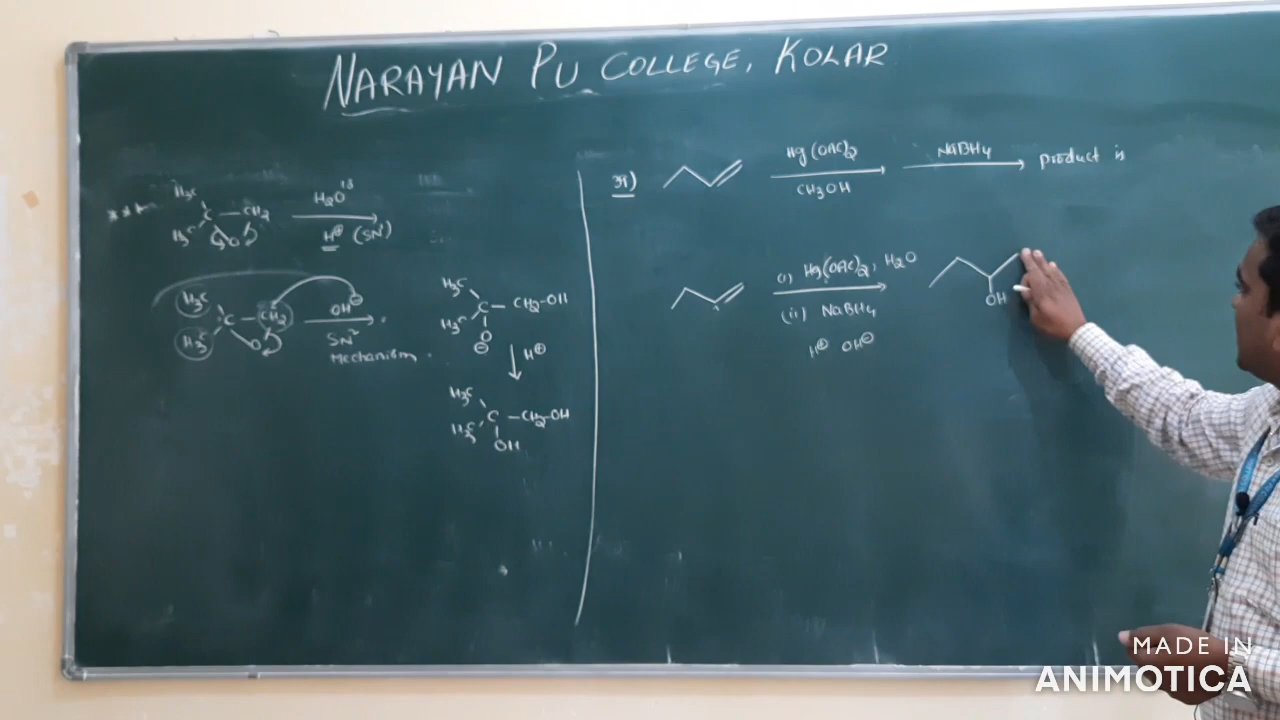 NARAYAN PU COLLEGE, KOLAR
H₃C
H₃C C — CH₂
O
H₂O¹⁸
H⊕ (SN¹)
H₃C
H₃C C — CH₂
O
OH⊖
SN²
Mechanism.
H₃C
H₃C C — CH₂-OH
O
⊖
H⊕
H₃C
H₃C C — CH₂-OH
OH
Hg(OAc)₂
CH₃OH
NaBH₄
product is
(i) Hg(OAc)₂, H₂O
(ii) NaBH₄
H⊕ OH⊖
OH
MADE IN
ANIMOTICA